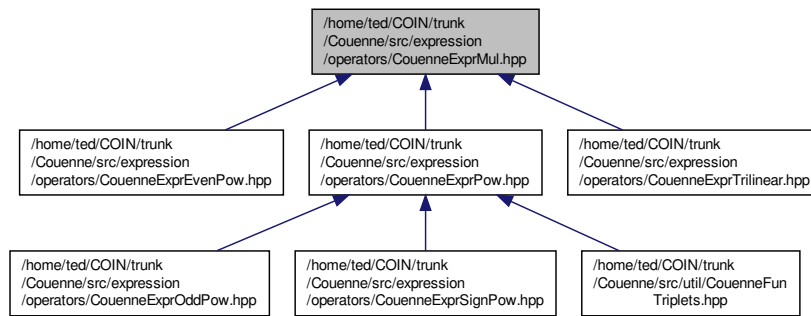 /home/ted/COIN/trunk
/Couenne/src/expression
/operators/CouenneExprMul.hpp
/home/ted/COIN/trunk
/Couenne/src/expression
/operators/CouenneExprEvenPow.hpp
/home/ted/COIN/trunk
/Couenne/src/expression
/operators/CouenneExprPow.hpp
/home/ted/COIN/trunk
/Couenne/src/expression
/operators/CouenneExprTrilinear.hpp
/home/ted/COIN/trunk
/Couenne/src/expression
/operators/CouenneExprOddPow.hpp
/home/ted/COIN/trunk
/Couenne/src/expression
/operators/CouenneExprSignPow.hpp
/home/ted/COIN/trunk
/Couenne/src/util/CouenneFun
Triplets.hpp